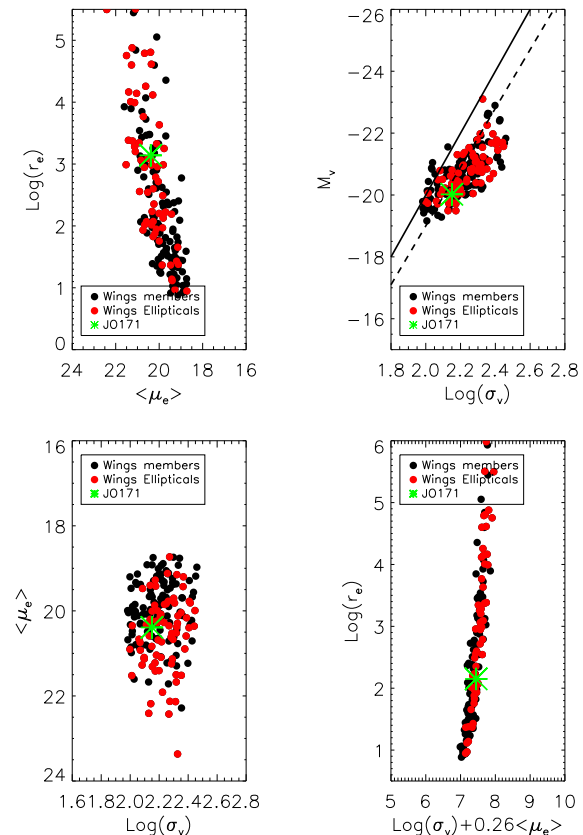 5
4
3
2
1
0
Log(r_e)
Wings members
Wings Ellipticals
JO171
24 22 20 18 16
<μ_e>
-26
-24
-22
-20
-18
-16
M_v
Wings members
Wings Ellipticals
JO171
1.8 2.0 2.2 2.4 2.6 2.8
Log(σ_v)
16
18
20
22
24
<μ_e>
Wings members
Wings Ellipticals
JO171
1.61.82.02.22.42.62.8
Log(σ_v)
6
5
4
3
2
1
Log(r_e)
Wings members
Wings Ellipticals
JO171
5 6 7 8 9 10
Log(σ_v)+0.26<μ_e>